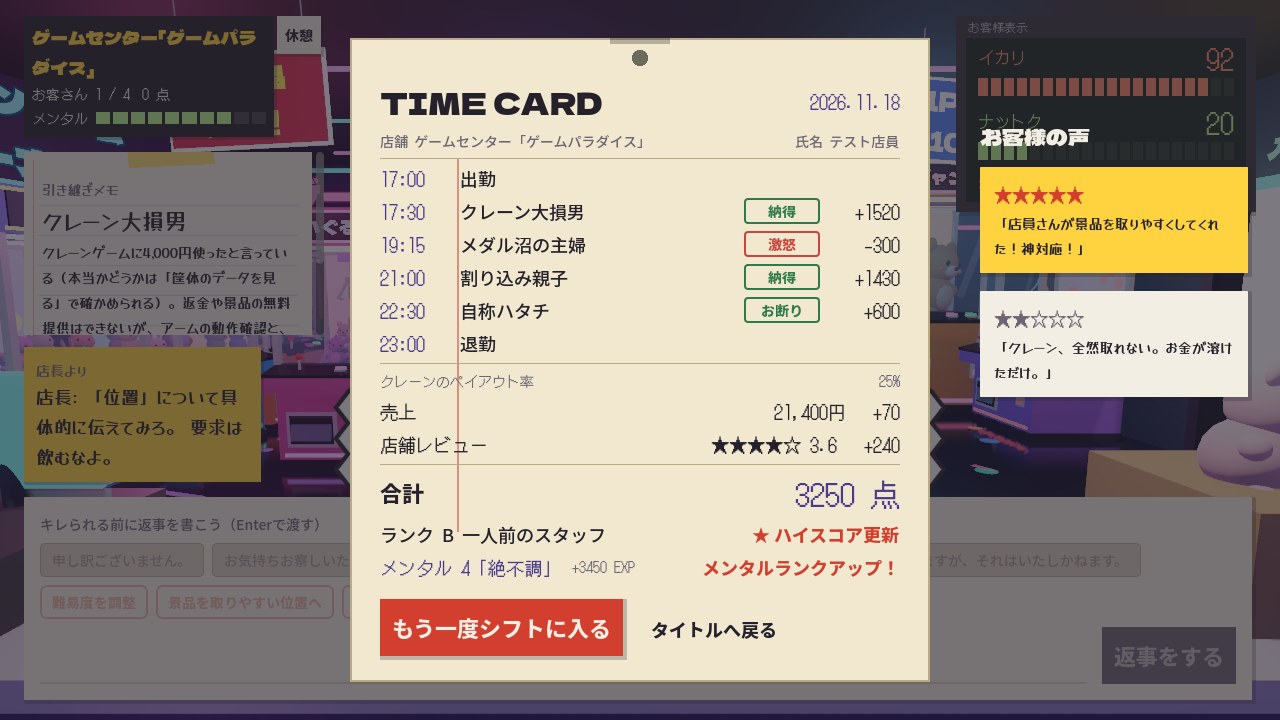 ゲームセンター「ゲームパラ
ダイス」
休憩
お客さん 1/4 0点
メンタル
引き継ぎメモ
クレーン大損男
クレーンゲームに4,000円使ったと言ってい
る（本当かどうかは「筐体のデータを見
る」で確かめられる）。返金や景品の無料
提供はできないが、アームの動作確認と、
店長より
店長: 「位置」について具
体的に伝えてみろ。 要求は
飲むなよ。
キレられる前に返事を書こう（Enterで渡す）
申し訳ございません。
お気持ちお察しいた
すが、それはいたしかねます。
難易度を調整
景品を取りやすい位置へ
返事をする
TIME CARD
2026.11.18
店舗 ゲームセンター「ゲームパラダイス」
氏名 テスト店員
17:00 出勤
17:30 クレーン大損男 納得 +1520
19:15 メダル沼の主婦 激怒 -300
21:00 割り込み親子 納得 +1430
22:30 自称ハタチ お断り +600
23:00 退勤
クレーンのペイアウト率 25%
売上 21,400円 +70
店舗レビュー ★★★★☆ 3.6 +240
合計 3250 点
ランク B 一人前のスタッフ ★ ハイスコア更新
メンタル 4「絶不調」 +3450 EXP メンタルランクアップ！
もう一度シフトに入る
タイトルへ戻る
お客様表示
イカリ 92
ナットク 20
お客様の声
★★★★★
「店員さんが景品を取りやすくしてくれ
た！神対応！」
★★☆☆☆
「クレーン、全然取れない。お金が溶け
ただけ。」